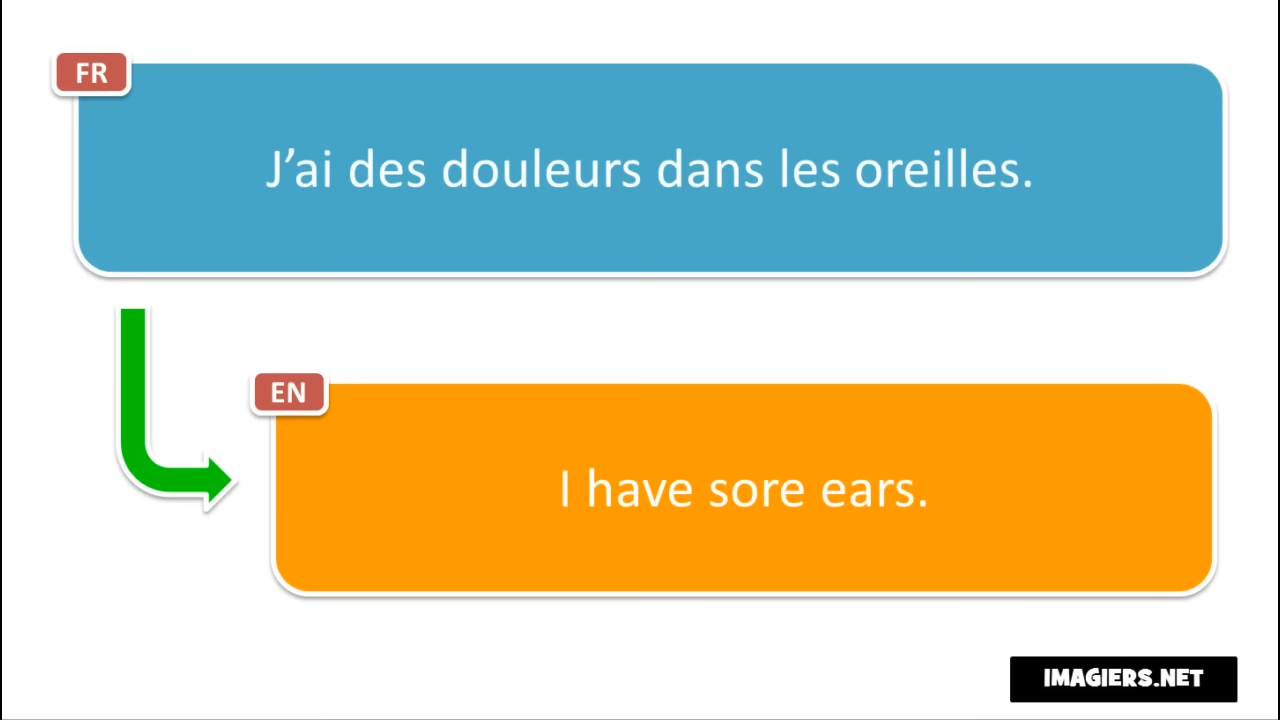 FR
J’ai des douleurs dans les oreilles.
EN
I have sore ears.
IMAGIERS.NET